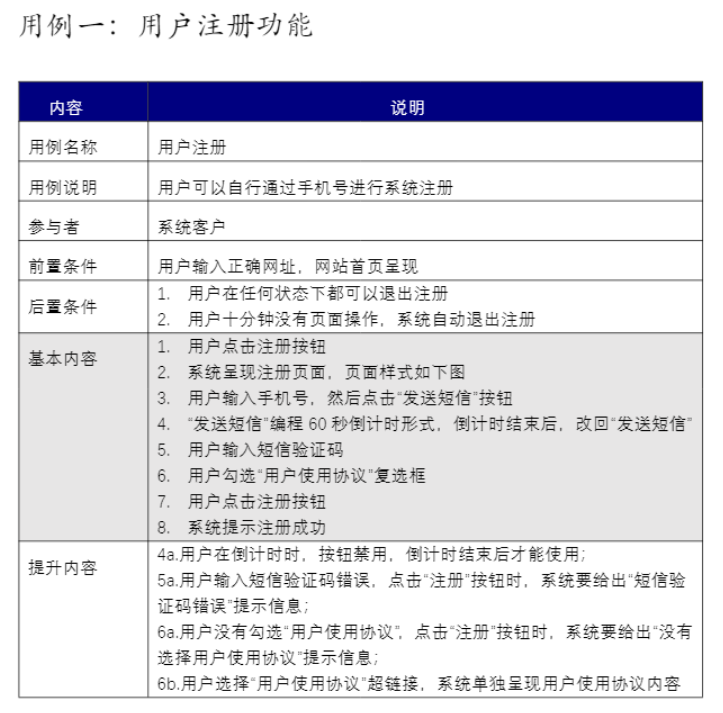 用例一：用户注册功能
内容 说明
用例名称 用户注册
用例说明 用户可以自行通过手机号进行系统注册
参与者 系统客户
前置条件 用户输入正确网址，网站首页呈现
后置条件
1. 用户在任何状态下都可以退出注册
2. 用户十分钟没有页面操作，系统自动退出注册
基本内容
1. 用户点击注册按钮
2. 系统呈现注册页面，页面样式如下图
3. 用户输入手机号，然后点击“发送短信”按钮
4. “发送短信”编程 60 秒倒计时形式，倒计时结束后，改回“发送短信”
5. 用户输入短信验证码
6. 用户勾选“用户使用协议”复选框
7. 用户点击注册按钮
8. 系统提示注册成功
提升内容
4a.用户在倒计时时，按钮禁用，倒计时结束后才能使用；
5a.用户输入短信验证码错误，点击“注册”按钮时，系统要给出“短信验
证码错误”提示信息；
6a.用户没有勾选“用户使用协议”，点击“注册”按钮时，系统要给出“没有
选择用户使用协议”提示信息；
6b.用户选择“用户使用协议”超链接，系统单独呈现用户使用协议内容